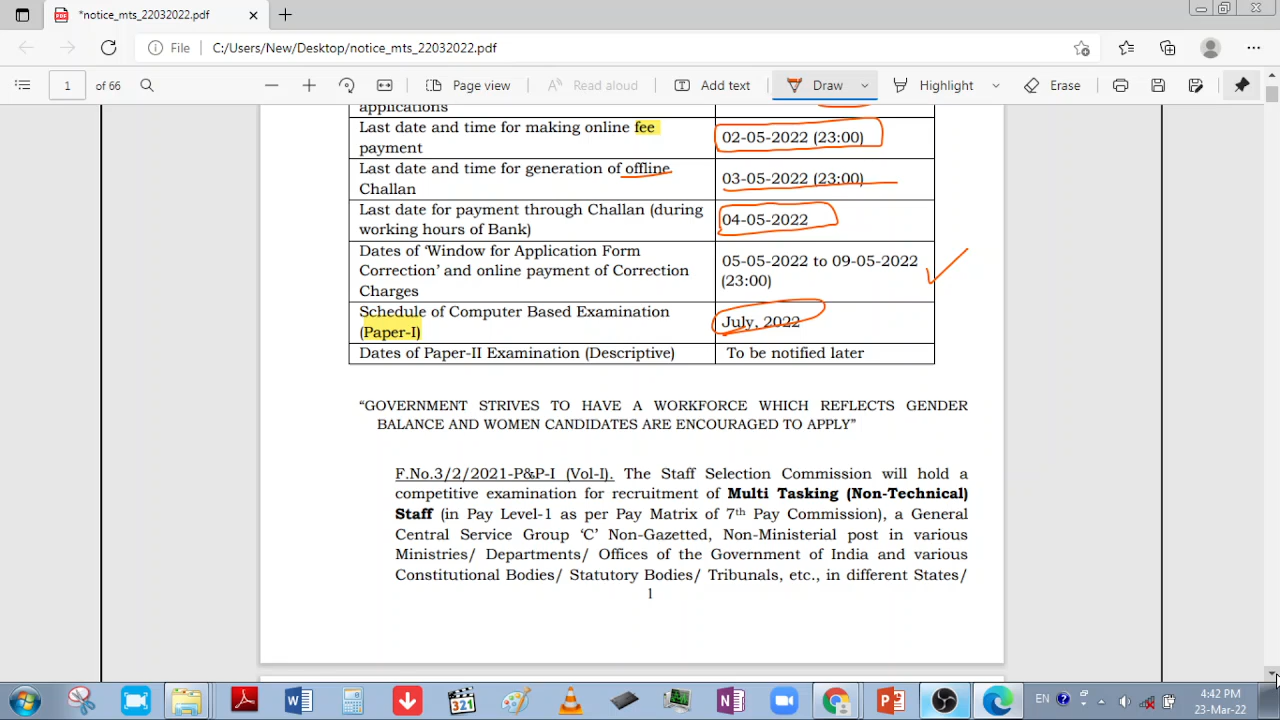 *notice_mts_22032022.pdf
File
C:/Users/New/Desktop/notice_mts_22032022.pdf
1 of 66
Page view
Read aloud
Add text
Draw
Highlight
Erase
applications
Last date and time for making online fee payment
02-05-2022 (23:00)
Last date and time for generation of offline Challan
03-05-2022 (23:00)
Last date for payment through Challan (during working hours of Bank)
04-05-2022
Dates of ‘Window for Application Form Correction’ and online payment of Correction Charges
05-05-2022 to 09-05-2022 (23:00)
Schedule of Computer Based Examination (Paper-I)
July, 2022
Dates of Paper-II Examination (Descriptive)
To be notified later
“GOVERNMENT STRIVES TO HAVE A WORKFORCE WHICH REFLECTS GENDER
BALANCE AND WOMEN CANDIDATES ARE ENCOURAGED TO APPLY”
F.No.3/2/2021-P&P-I (Vol-I). The Staff Selection Commission will hold a
competitive examination for recruitment of Multi Tasking (Non-Technical)
Staff (in Pay Level-1 as per Pay Matrix of 7th Pay Commission), a General
Central Service Group ‘C’ Non-Gazetted, Non-Ministerial post in various
Ministries/ Departments/ Offices of the Government of India and various
Constitutional Bodies/ Statutory Bodies/ Tribunals, etc., in different States/
1
321
EN
4:42 PM
23-Mar-22